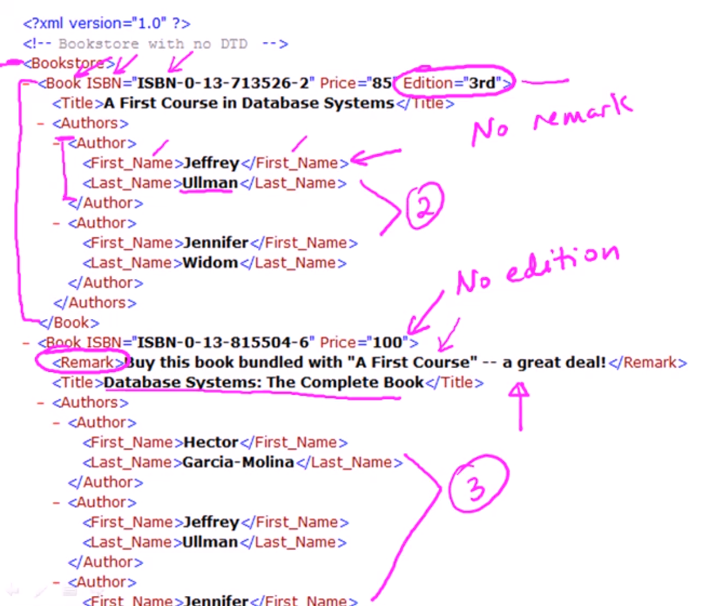 <?xml version="1.0" ?>
<!-- Bookstore with no DTD -->
<Bookstore>
- <Book ISBN="ISBN-0-13-713526-2" Price="85" Edition="3rd">
<Title>A First Course in Database Systems</Title>
No remark
- <Authors>
- <Author>
<First_Name>Jeffrey</First_Name>
<Last_Name>Ullman</Last_Name>
</Author>
2
- <Author>
<First_Name>Jennifer</First_Name>
<Last_Name>Widom</Last_Name>
</Author>
</Authors>
</Book>
No edition
- <Book ISBN="ISBN-0-13-815504-6" Price="100">
<Remark>Buy this book bundled with "A First Course" -- a great deal!</Remark>
<Title>Database Systems: The Complete Book</Title>
- <Authors>
- <Author>
<First_Name>Hector</First_Name>
<Last_Name>Garcia-Molina</Last_Name>
</Author>
3
- <Author>
<First_Name>Jeffrey</First_Name>
<Last_Name>Ullman</Last_Name>
</Author>
- <Author>
<First_Name>Jennifer</First_Name>